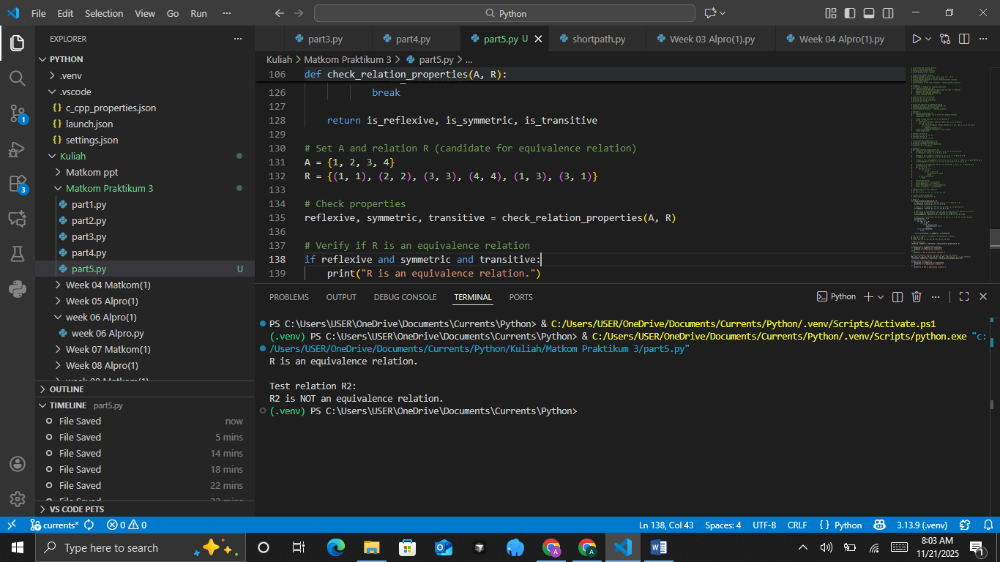 File Edit Selection View Go Run ···
Python
EXPLORER ···
PYTHON
.venv
.vscode
{} c_cpp_properties.json
{} launch.json
{} settings.json
Kuliah
Matkom ppt
Matkom Praktikum 3
part1.py
part2.py
part3.py
part4.py
part5.py U
Week 04 Matkom(1)
Week 05 Alpro(1)
week 06 Alpro(1)
week 06 Alpro.py
Week 07 Matkom(1)
Week 08 Alpro(1)
OUTLINE
TIMELINE part5.py
File Saved now
File Saved 5 mins
File Saved 14 mins
File Saved 18 mins
File Saved 22 mins
VS CODE PETS
1
3
part3.py part4.py part5.py U shortpath.py Week 03 Alpro(1).py Week 04 Alpro(1).py
Kuliah > Matkom Praktikum 3 > part5.py > ...
106 def check_relation_properties(A, R):
126 break
127
128 return is_reflexive, is_symmetric, is_transitive
129
130 # Set A and relation R (candidate for equivalence relation)
131 A = {1, 2, 3, 4}
132 R = {(1, 1), (2, 2), (3, 3), (4, 4), (1, 3), (3, 1)}
133
134 # Check properties
135 reflexive, symmetric, transitive = check_relation_properties(A, R)
136
137 # Verify if R is an equivalence relation
138 if reflexive and symmetric and transitive:
139 print("R is an equivalence relation.")
PROBLEMS OUTPUT DEBUG CONSOLE TERMINAL PORTS Python
PS C:\Users\USER\OneDrive\Documents\Currents\Python> & C:/Users/USER/OneDrive/Documents/Currents/Python/.venv/Scripts/Activate.ps1
(.venv) PS C:\Users\USER\OneDrive\Documents\Currents\Python> & C:/Users/USER/OneDrive/Documents/Currents/Python/.venv/Scripts/python.exe "c:
/Users/USER/OneDrive/Documents/Currents/Python/Kuliah/Matkom Praktikum 3/part5.py"
R is an equivalence relation.
Test relation R2:
R2 is NOT an equivalence relation.
(.venv) PS C:\Users\USER\OneDrive\Documents\Currents\Python>
currents* 0 0 Ln 138, Col 43 Spaces: 4 UTF-8 CRLF {} Python 3.13.9 (.venv)
Type here to search
8:03 AM
11/21/2025
1